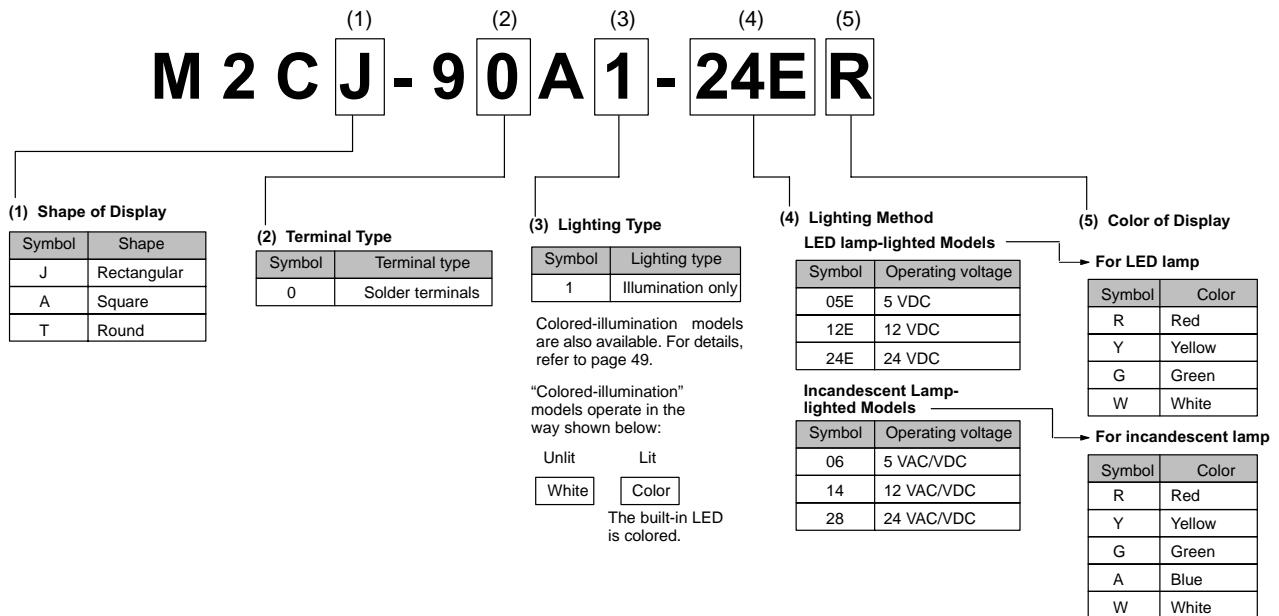 (1) (2) (3) (4) (5)
M2CJ-90A1-24ER
(1) Shape of Display
Symbol Shape
J Rectangular
A Square
T Round
(2) Terminal Type
Symbol Terminal type
0 Solder terminals
(3) Lighting Type
Symbol Lighting type
1 Illumination only
Colored-illumination models
are also available. For details,
refer to page 49.
“Colored-illumination”
models operate in the
way shown below:
Unlit Lit
White Color
The built-in LED
is colored.
(4) Lighting Method
LED lamp-lighted Models
Symbol Operating voltage
05E 5 VDC
12E 12 VDC
24E 24 VDC
Incandescent Lamp-
lighted Models
Symbol Operating voltage
06 5 VAC/VDC
14 12 VAC/VDC
28 24 VAC/VDC
(5) Color of Display
For LED lamp
Symbol Color
R Red
Y Yellow
G Green
W White
For incandescent lamp
Symbol Color
R Red
Y Yellow
G Green
A Blue
W White